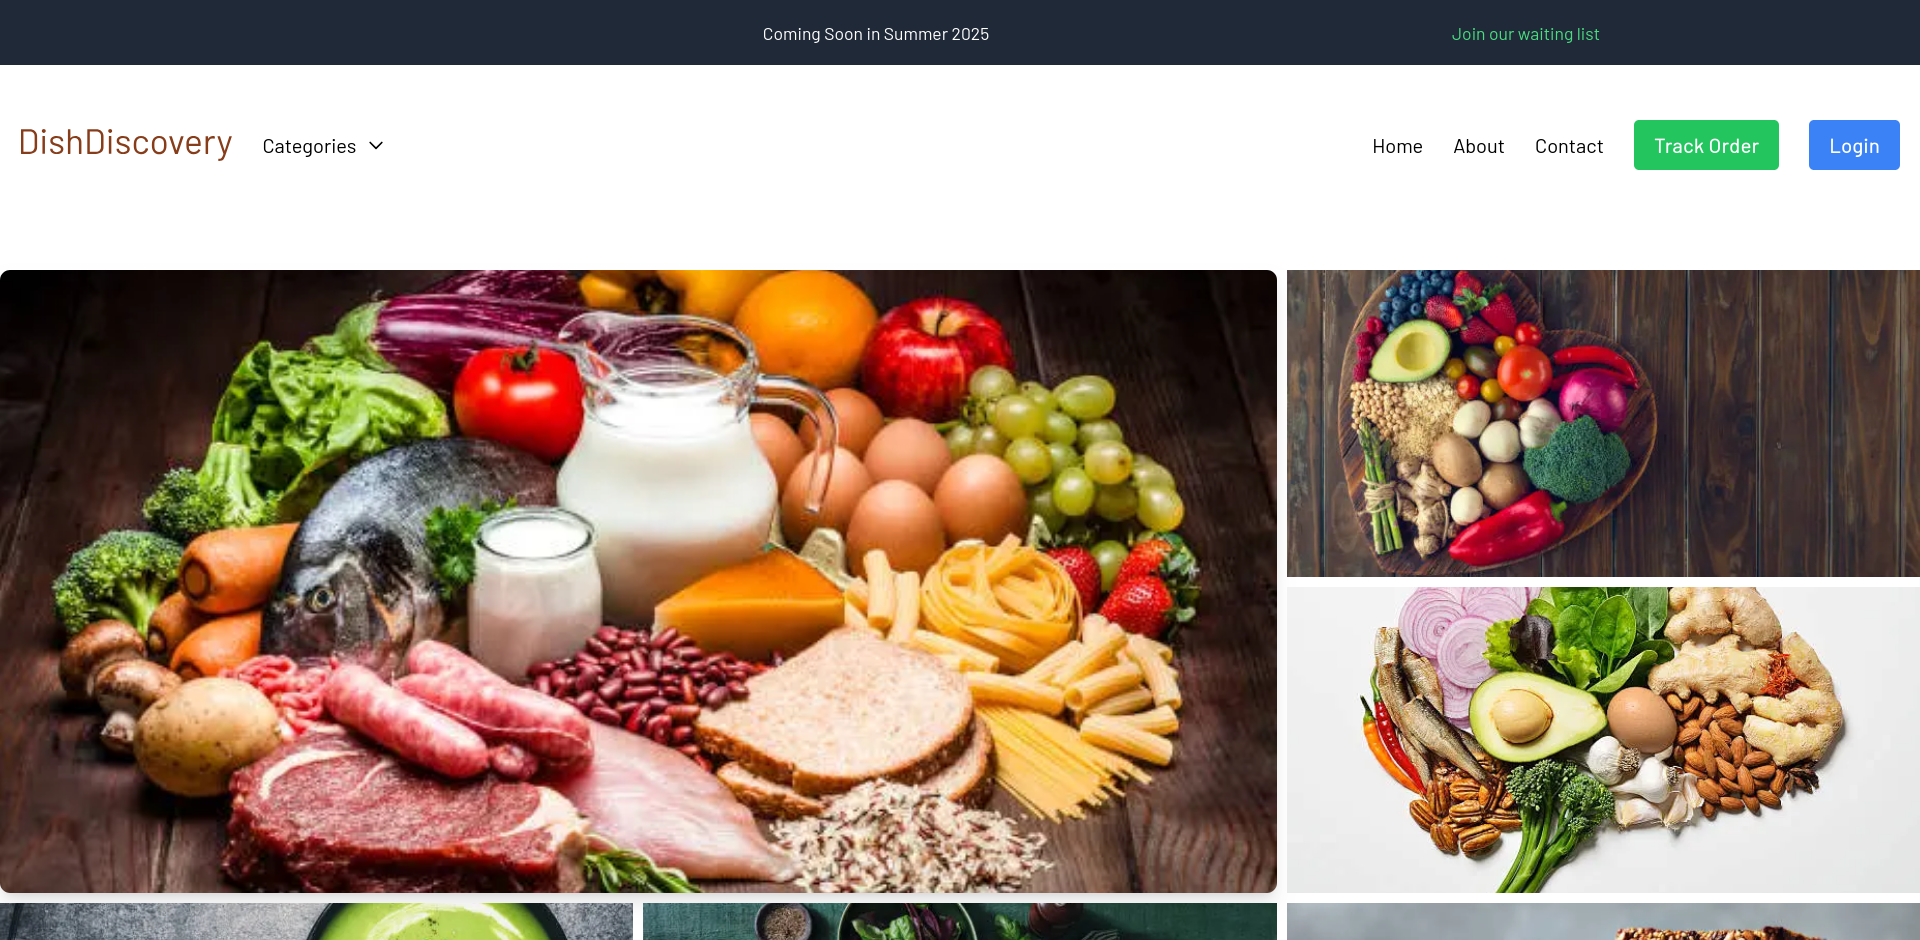 Coming Soon in Summer 2025
Join our waiting list
DishDiscovery
Categories
Home
About
Contact
Track Order
Login